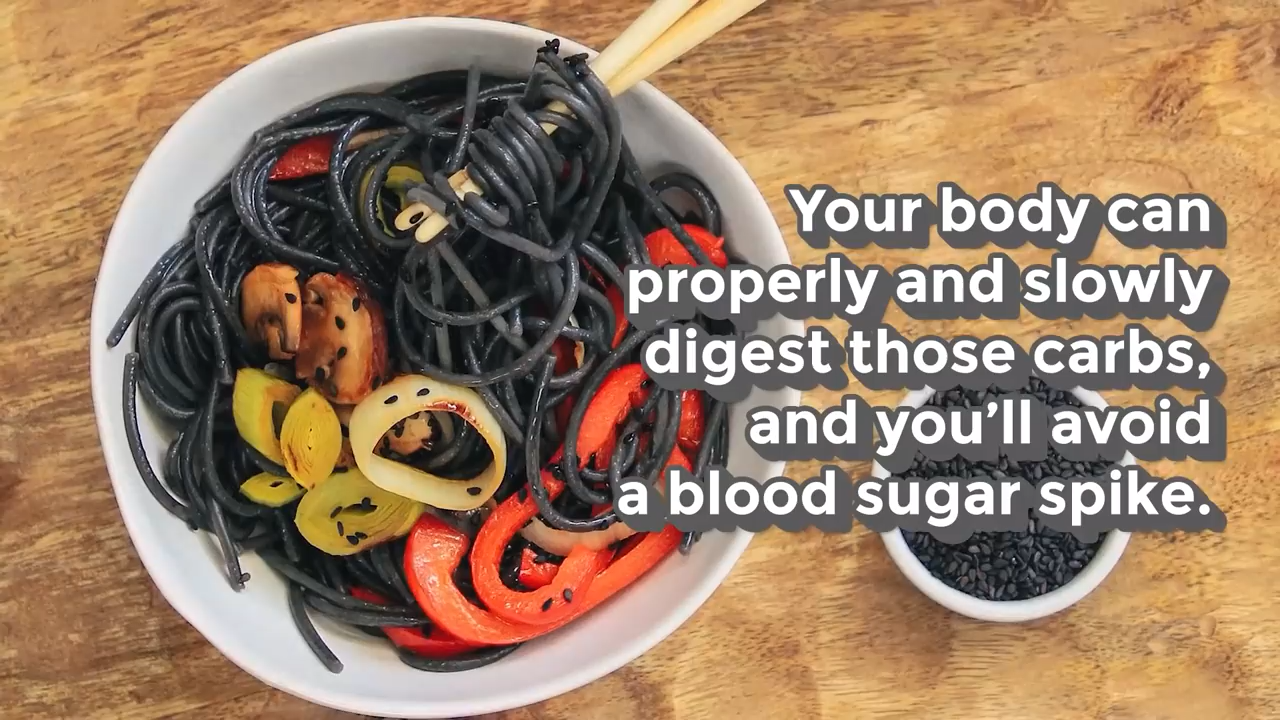 Your body can
properly and slowly
digest those carbs,
and you’ll avoid
a blood sugar spike.